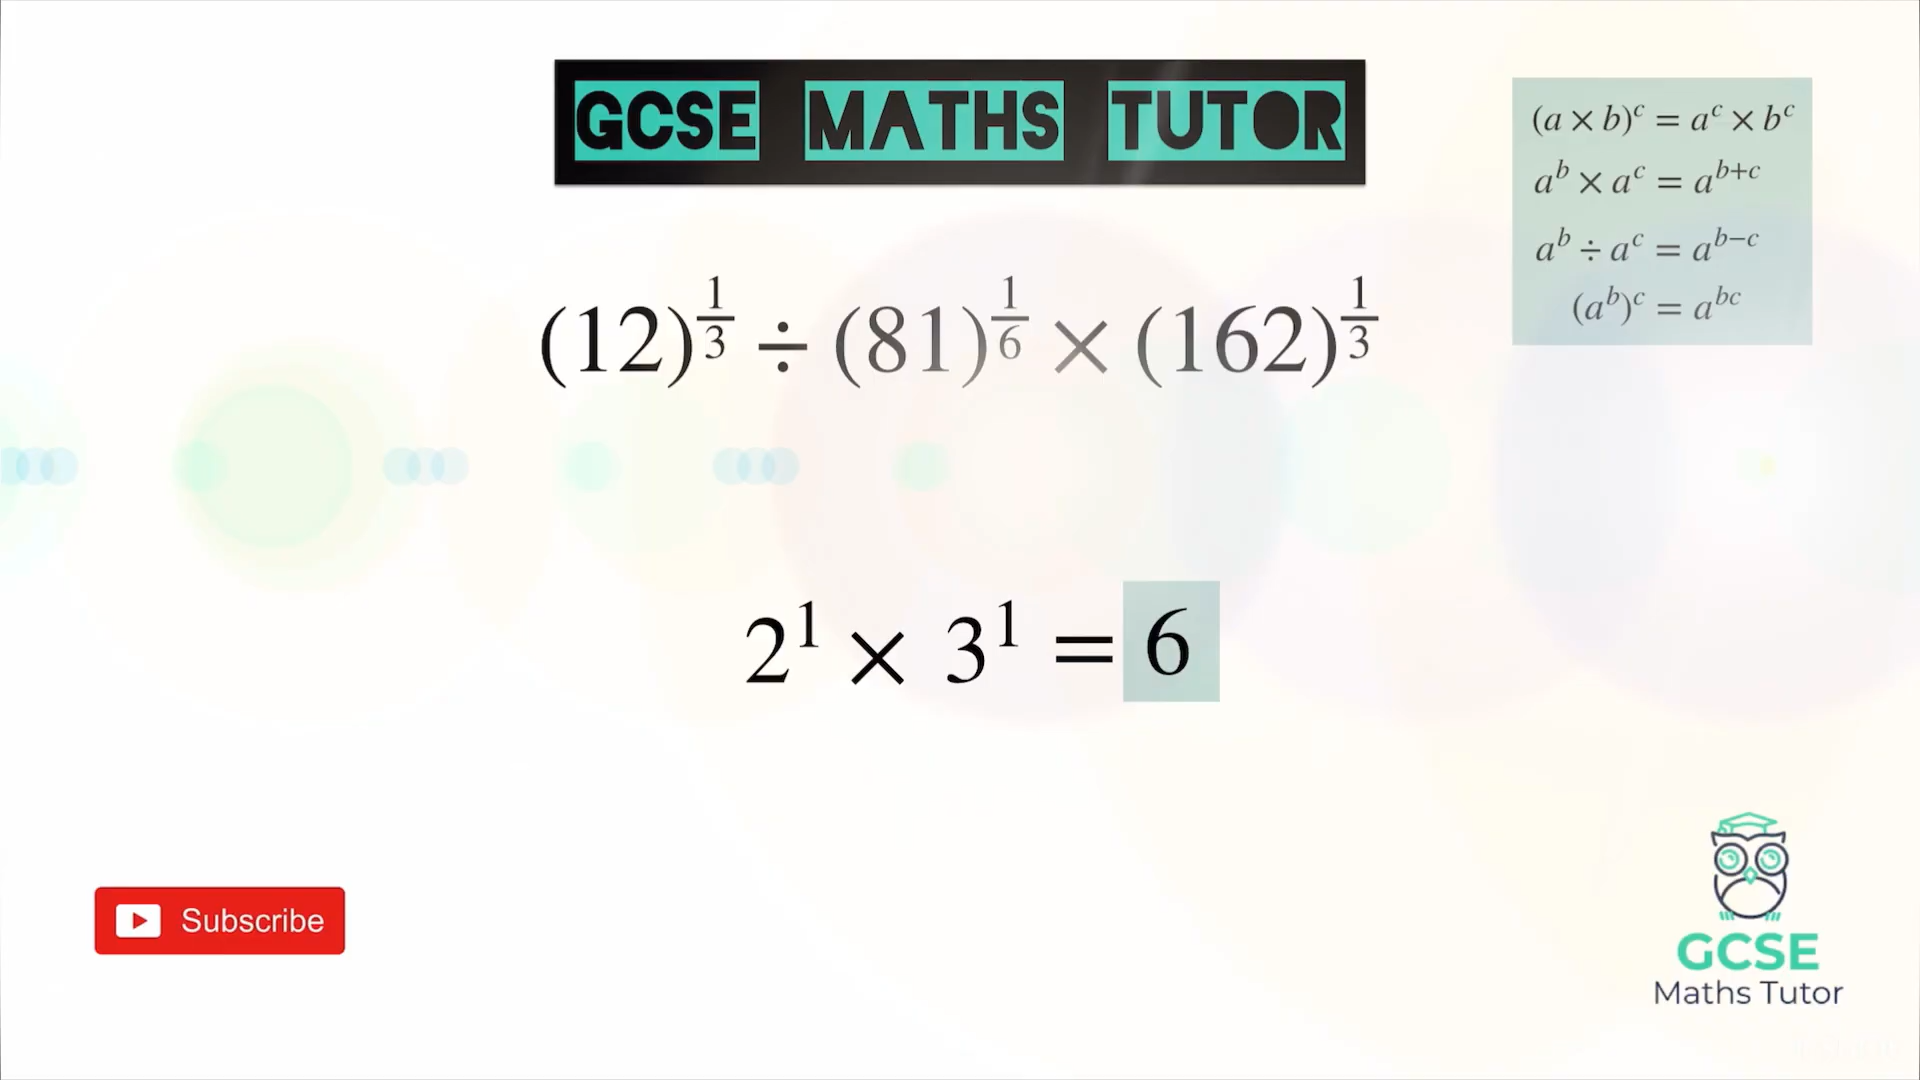 GCSE MATHS TUTOR
(a × b)^c = a^c × b^c
a^b × a^c = a^{b+c}
a^b ÷ a^c = a^{b−c}
(a^b)^c = a^{bc}
(12)^{1/3} ÷ (81)^{1/6} × (162)^{1/3}
2^1 × 3^1 = 6
Subscribe
GCSE
Maths Tutor